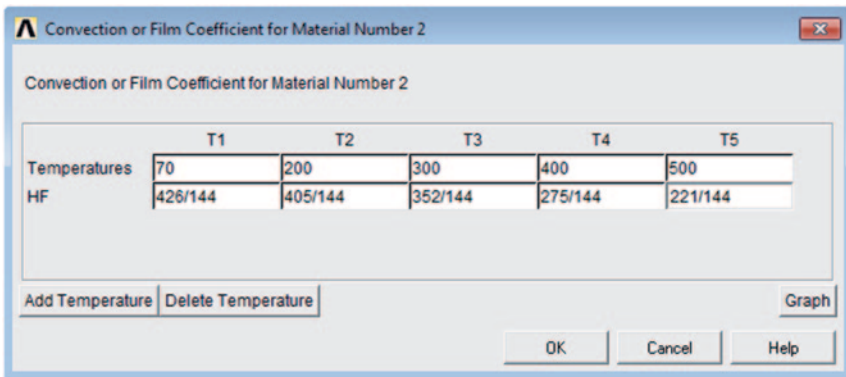 Convection or Film Coefficient for Material Number 2
Convection or Film Coefficient for Material Number 2
T1 T2 T3 T4 T5
Temperatures 70 200 300 400 500
HF 426/144 405/144 352/144 275/144 221/144
Add Temperature Delete Temperature Graph
OK Cancel Help